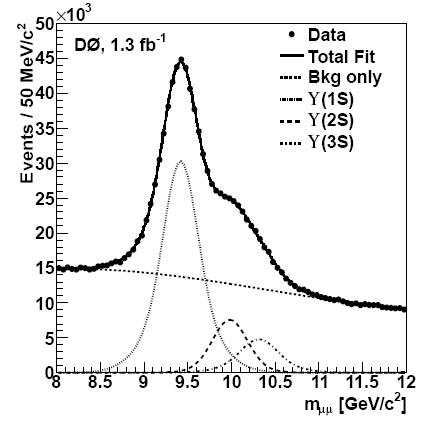 ×10³
DØ, 1.3 fb⁻¹
Data
Total Fit
Bkg only
ϒ(1S)
ϒ(2S)
ϒ(3S)
Events / 50 MeV/c²
50
45
40
35
30
25
20
15
10
5
0
8 8.5 9 9.5 10 10.5 11 11.5 12
mμμ [GeV/c²]